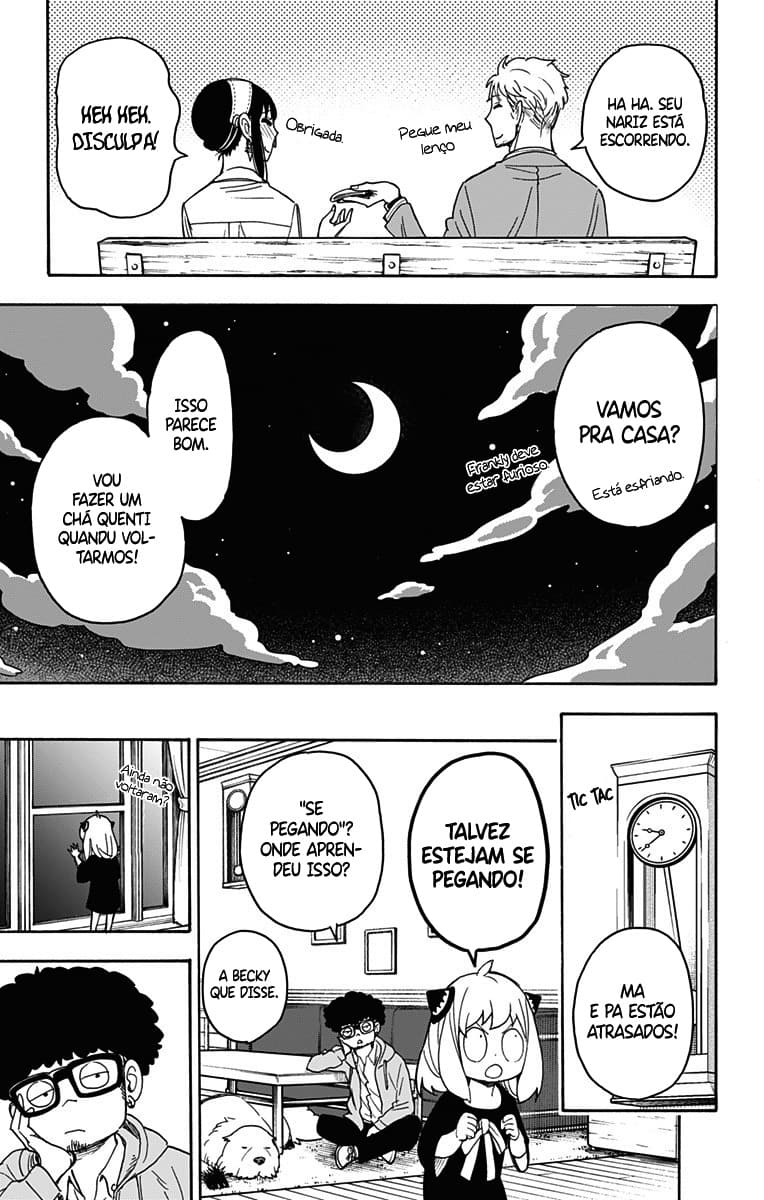 HA HA. SEU
NARIZ ESTÁ
ESCORRENDO.
Pegue meu
lenço
Obrigada.
HEH HEH.
DISCULPA!
VAMOS
PRA CASA?
Está esfriando.
Frankly deve
estar furioso.
ISSO
PARECE
BOM.
VOU
FAZER UM
CHÁ QUENTI
QUANDU VOL-
TARMOS!
TIC TAC
MA
E PA ESTÃO
ATRASADOS!
TALVEZ
ESTEJAM SE
PEGANDO!
"SE
PEGANDO"?
ONDE APREN-
DEU ISSO?
A BECKY
QUE DISSE.
Ainda não
voltaram?